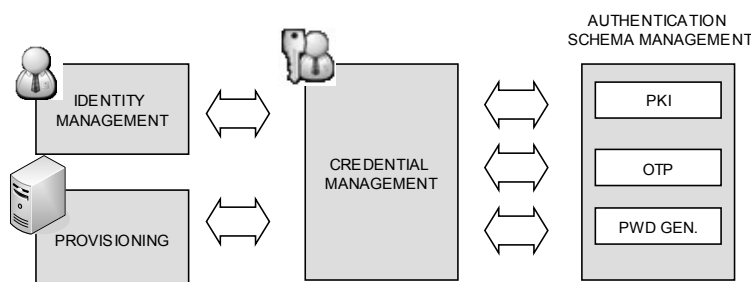 AUTHENTICATION
SCHEMA MANAGEMENT
IDENTITY
MANAGEMENT
PROVISIONING
CREDENTIAL
MANAGEMENT
PKI
OTP
PWD GEN.